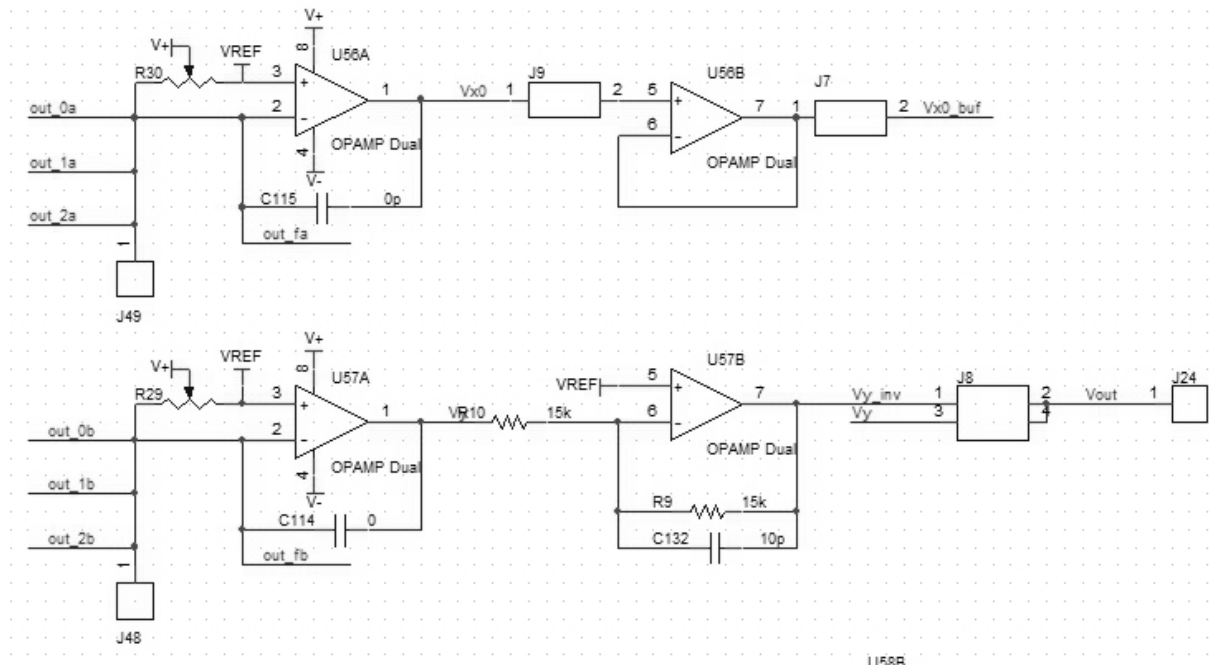 V+
V+
8
U56A
VREF
R30
3
+
1
Vx0
1
J9
2
5
+
U56B
7
1
J7
2
Vx0_buf
out_0a
2
-
6
-
4
OPAMP Dual
OPAMP Dual
out_1a
V-
C115
0p
out_2a
out_fa
1
J49
V+
V+
8
U57A
VREF
R29
3
+
1
R10
15k
VREF
5
+
U57B
7
Vy_inv
1
J8
2
Vout
1
J24
6
-
Vy
3
4
out_0b
2
-
4
OPAMP Dual
OPAMP Dual
out_1b
V-
R9
15k
C114
0
out_2b
out_fb
C132
10p
1
J48
U58B